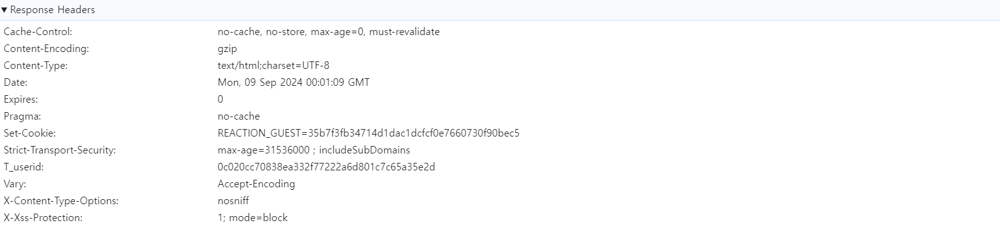 ▼ Response Headers
Cache-Control: no-cache, no-store, max-age=0, must-revalidate
Content-Encoding: gzip
Content-Type: text/html;charset=UTF-8
Date: Mon, 09 Sep 2024 00:01:09 GMT
Expires: 0
Pragma: no-cache
Set-Cookie: REACTION_GUEST=35b7f3fb34714d1dac1dcfcf0e7660730f90bec5
Strict-Transport-Security: max-age=31536000 ; includeSubDomains
T_userid: 0c020cc70838ea332f77222a6d801c7c65a35e2d
Vary: Accept-Encoding
X-Content-Type-Options: nosniff
X-Xss-Protection: 1; mode=block